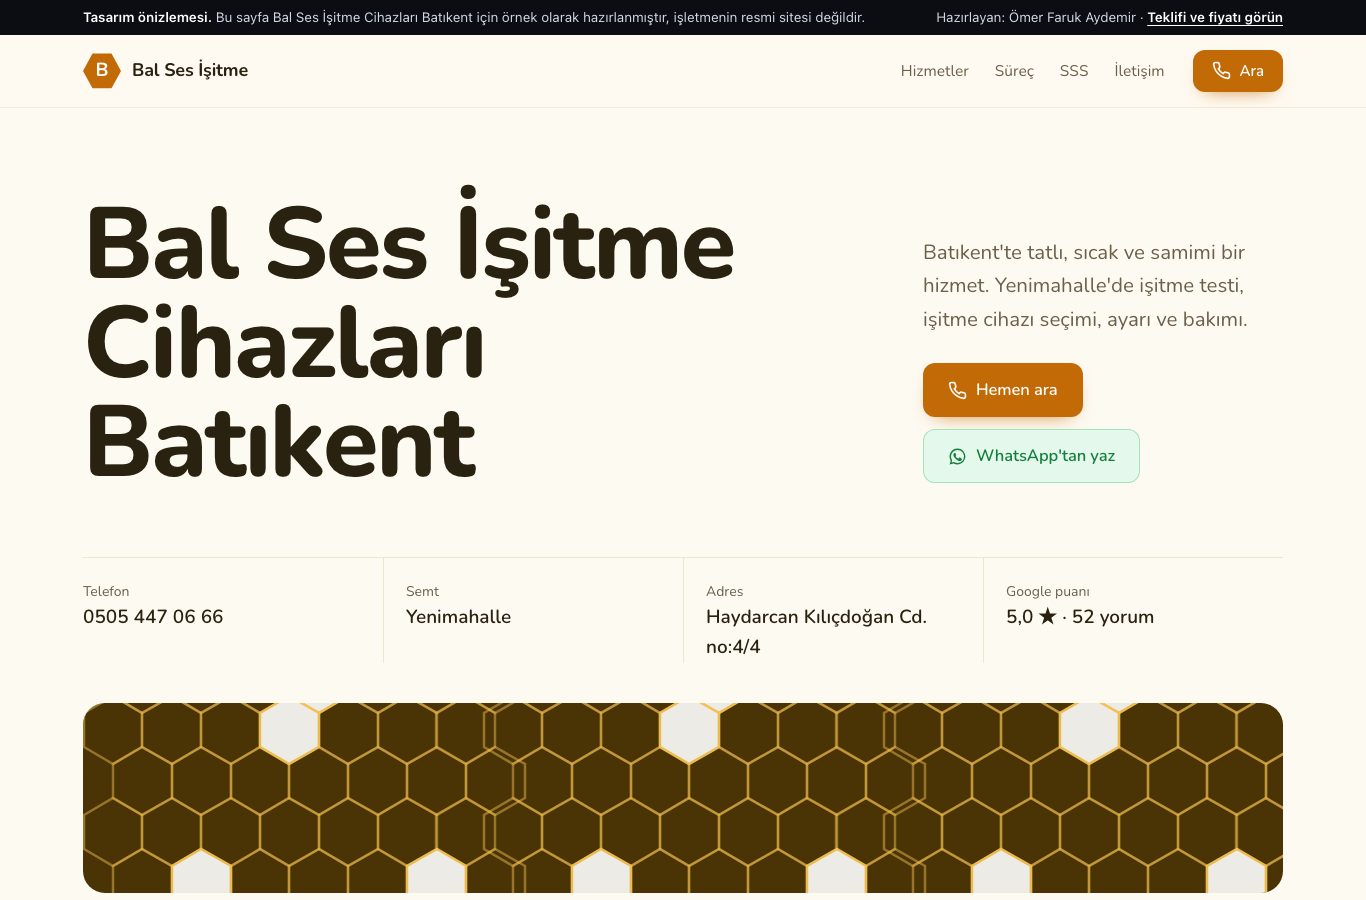 Tasarım önizlemesi. Bu sayfa Bal Ses İşitme Cihazları Batıkent için örnek olarak hazırlanmıştır, işletmenin resmi sitesi değildir.
Hazırlayan: Ömer Faruk Aydemir · Teklifi ve fiyatı görün
B
Bal Ses İşitme
Hizmetler
Süreç
SSS
İletişim
Ara
Bal Ses İşitme
Cihazları
Batıkent
Batıkent'te tatlı, sıcak ve samimi bir
hizmet. Yenimahalle'de işitme testi,
işitme cihazı seçimi, ayarı ve bakımı.
Hemen ara
WhatsApp'tan yaz
Telefon
0505 447 06 66
Semt
Yenimahalle
Adres
Haydarcan Kılıçdoğan Cd.
no:4/4
Google puanı
5,0 ★ · 52 yorum